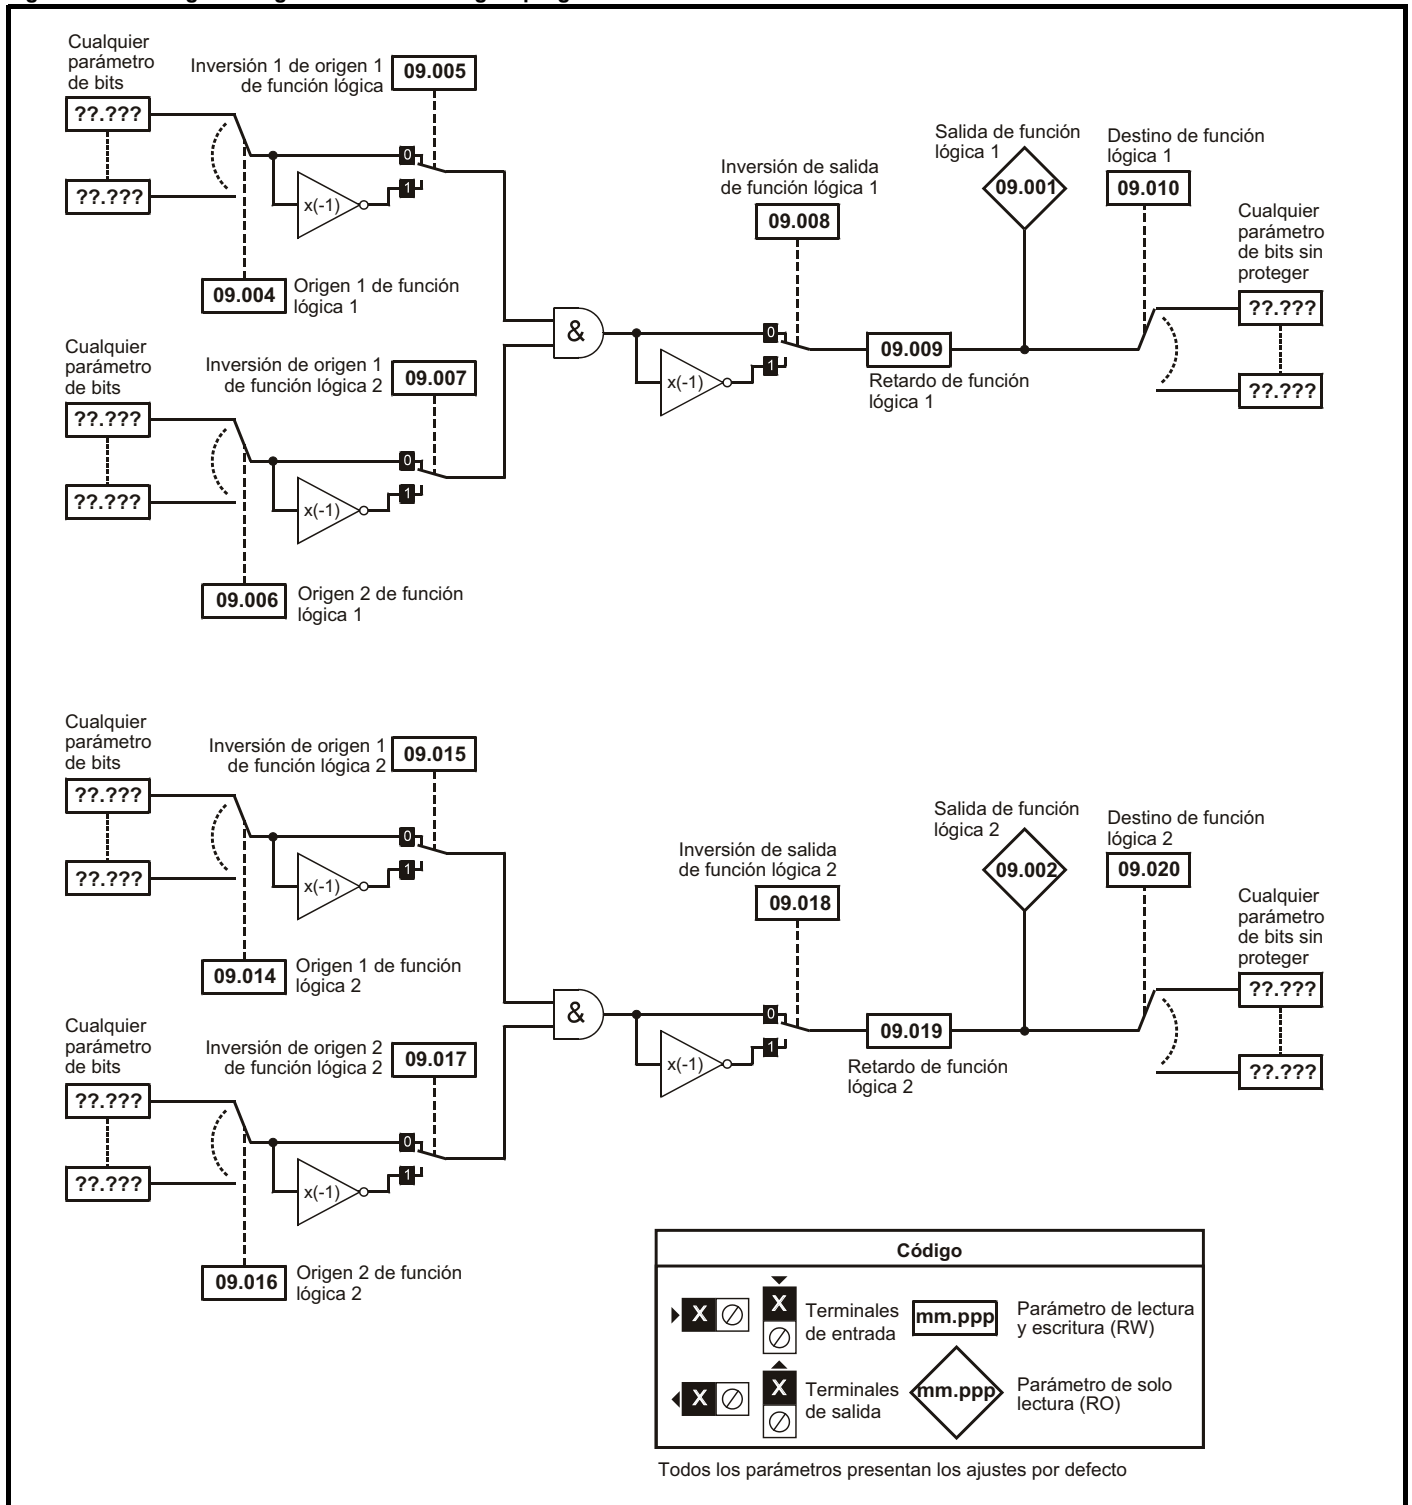 Cualquier
parámetro
de bits
??.???
??.???
Inversión 1 de origen 1
de función lógica
09.005
0
1
x(-1)
09.004
Origen 1 de función
lógica 1
Cualquier
parámetro
de bits
??.???
??.???
Inversión de origen 1
de función lógica 2
09.007
0
1
x(-1)
09.006
Origen 2 de función
lógica 1
&
Inversión de salida
de función lógica 1
09.008
0
1
x(-1)
09.009
Retardo de función
lógica 1
Salida de función
lógica 1
09.001
Destino de función
lógica 1
09.010
Cualquier
parámetro
de bits sin
proteger
??.???
??.???
Cualquier
parámetro
de bits
??.???
??.???
Inversión de origen 1
de función lógica 2
09.015
0
1
x(-1)
09.014
Origen 1 de función
lógica 2
Cualquier
parámetro
de bits
??.???
??.???
Inversión de origen 2
de función lógica 2
09.017
0
1
x(-1)
09.016
Origen 2 de función
lógica 2
&
Inversión de salida
de función lógica 2
09.018
0
1
x(-1)
09.019
Retardo de función
lógica 2
Salida de función
lógica 2
09.002
Destino de función
lógica 2
09.020
Cualquier
parámetro
de bits sin
proteger
??.???
??.???
Código
X
X
Terminales
de entrada
mm.ppp
Parámetro de lectura
y escritura (RW)
X
X
Terminales
de salida
mm.ppp
Parámetro de solo
lectura (RO)
Todos los parámetros presentan los ajustes por defecto